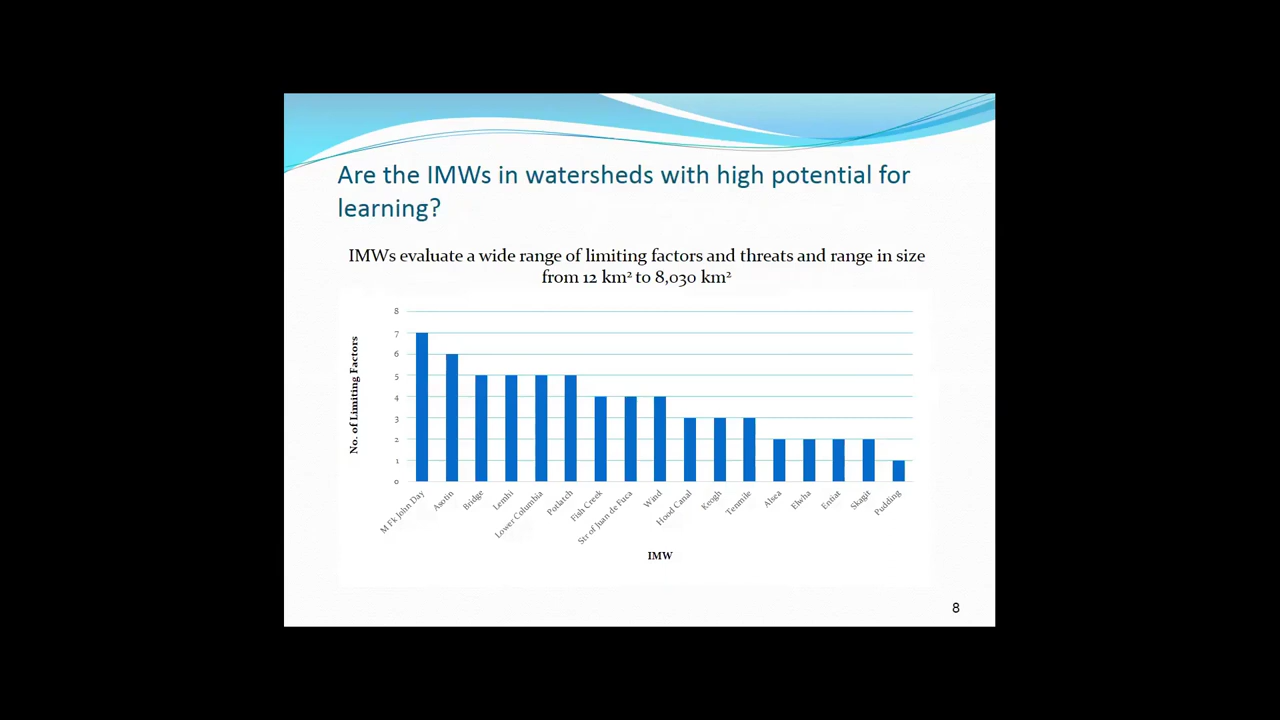 Are the IMWs in watersheds with high potential for
learning?
IMWs evaluate a wide range of limiting factors and threats and range in size
from 12 km² to 8,030 km²
No. of Limiting Factors
8
7
6
5
4
3
2
1
0
M Fk John Day
Asotin
Bridge
Lemhi
Lower Columbia
Potlatch
Fish Creek
Str of Juan de Fuca
Wind
Hood Canal
Keogh
Tenmile
Alsea
Elwha
Entiat
Skagit
Pudding
IMW
8